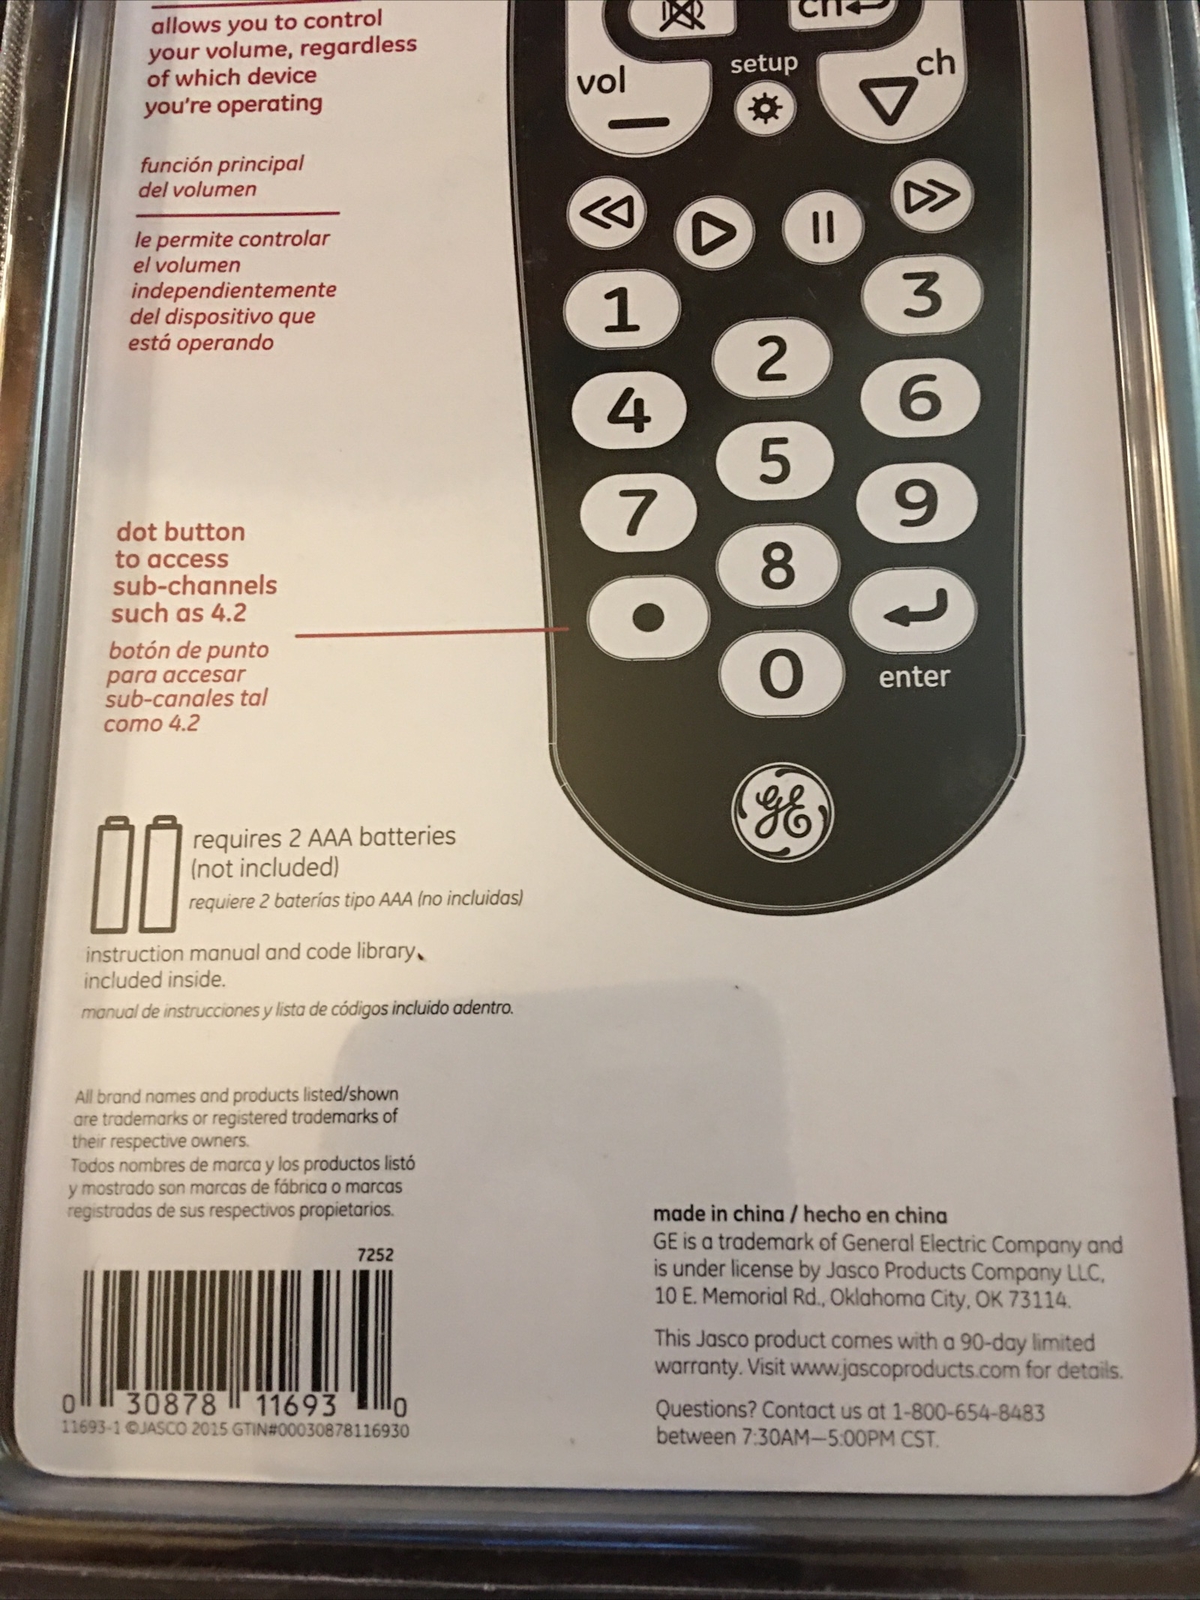 allows you to control
your volume, regardless
of which device
you're operating
función principal
del volumen
le permite controlar
el volumen
independientemente
del dispositivo que
está operando
dot button
to access
sub-channels
such as 4.2
botón de punto
para accesar
sub-canales tal
como 4.2
requires 2 AAA batteries
(not included)
requiere 2 baterías tipo AAA (no incluidas)
instruction manual and code library
included inside.
manual de instrucciones y lista de códigos incluido adentro.
All brand names and products listed/shown
are trademarks or registered trademarks of
their respective owners.
Todos nombres de marca y los productos listó
y mostrado son marcas de fábrica o marcas
registradas de sus respectivos propietarios.
7252
0 30878 11693 0
11693-1 ©JASCO 2015 GTIN#00030878116930
ch
vol
setup
ch
1
2
3
4
5
6
7
8
9
0
enter
GE
made in china / hecho en china
GE is a trademark of General Electric Company and
is under license by Jasco Products Company LLC,
10 E. Memorial Rd., Oklahoma City, OK 73114.
This Jasco product comes with a 90-day limited
warranty. Visit www.jascoproducts.com for details.
Questions? Contact us at 1-800-654-8483
between 7:30AM—5:00PM CST.